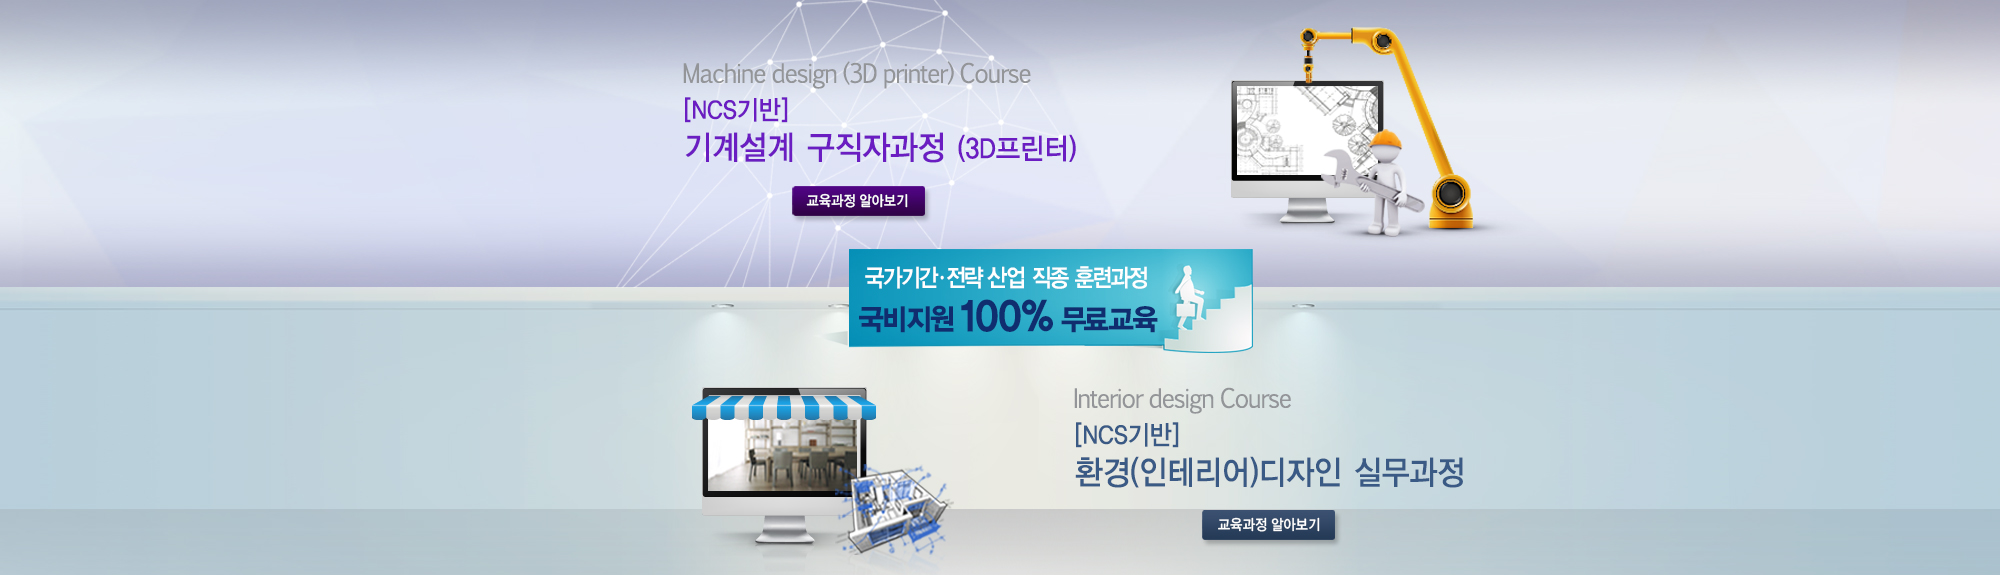 Machine design (3D printer) Course
[NCS기반]
기계설계 구직자과정 (3D프린터)
교육과정 알아보기
국가기간·전략 산업 직종 훈련과정
국비지원 100% 무료교육
Interior design Course
[NCS기반]
환경(인테리어)디자인 실무과정
교육과정 알아보기